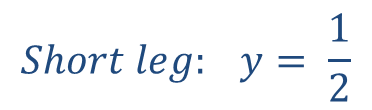 Short leg: y = 1/2